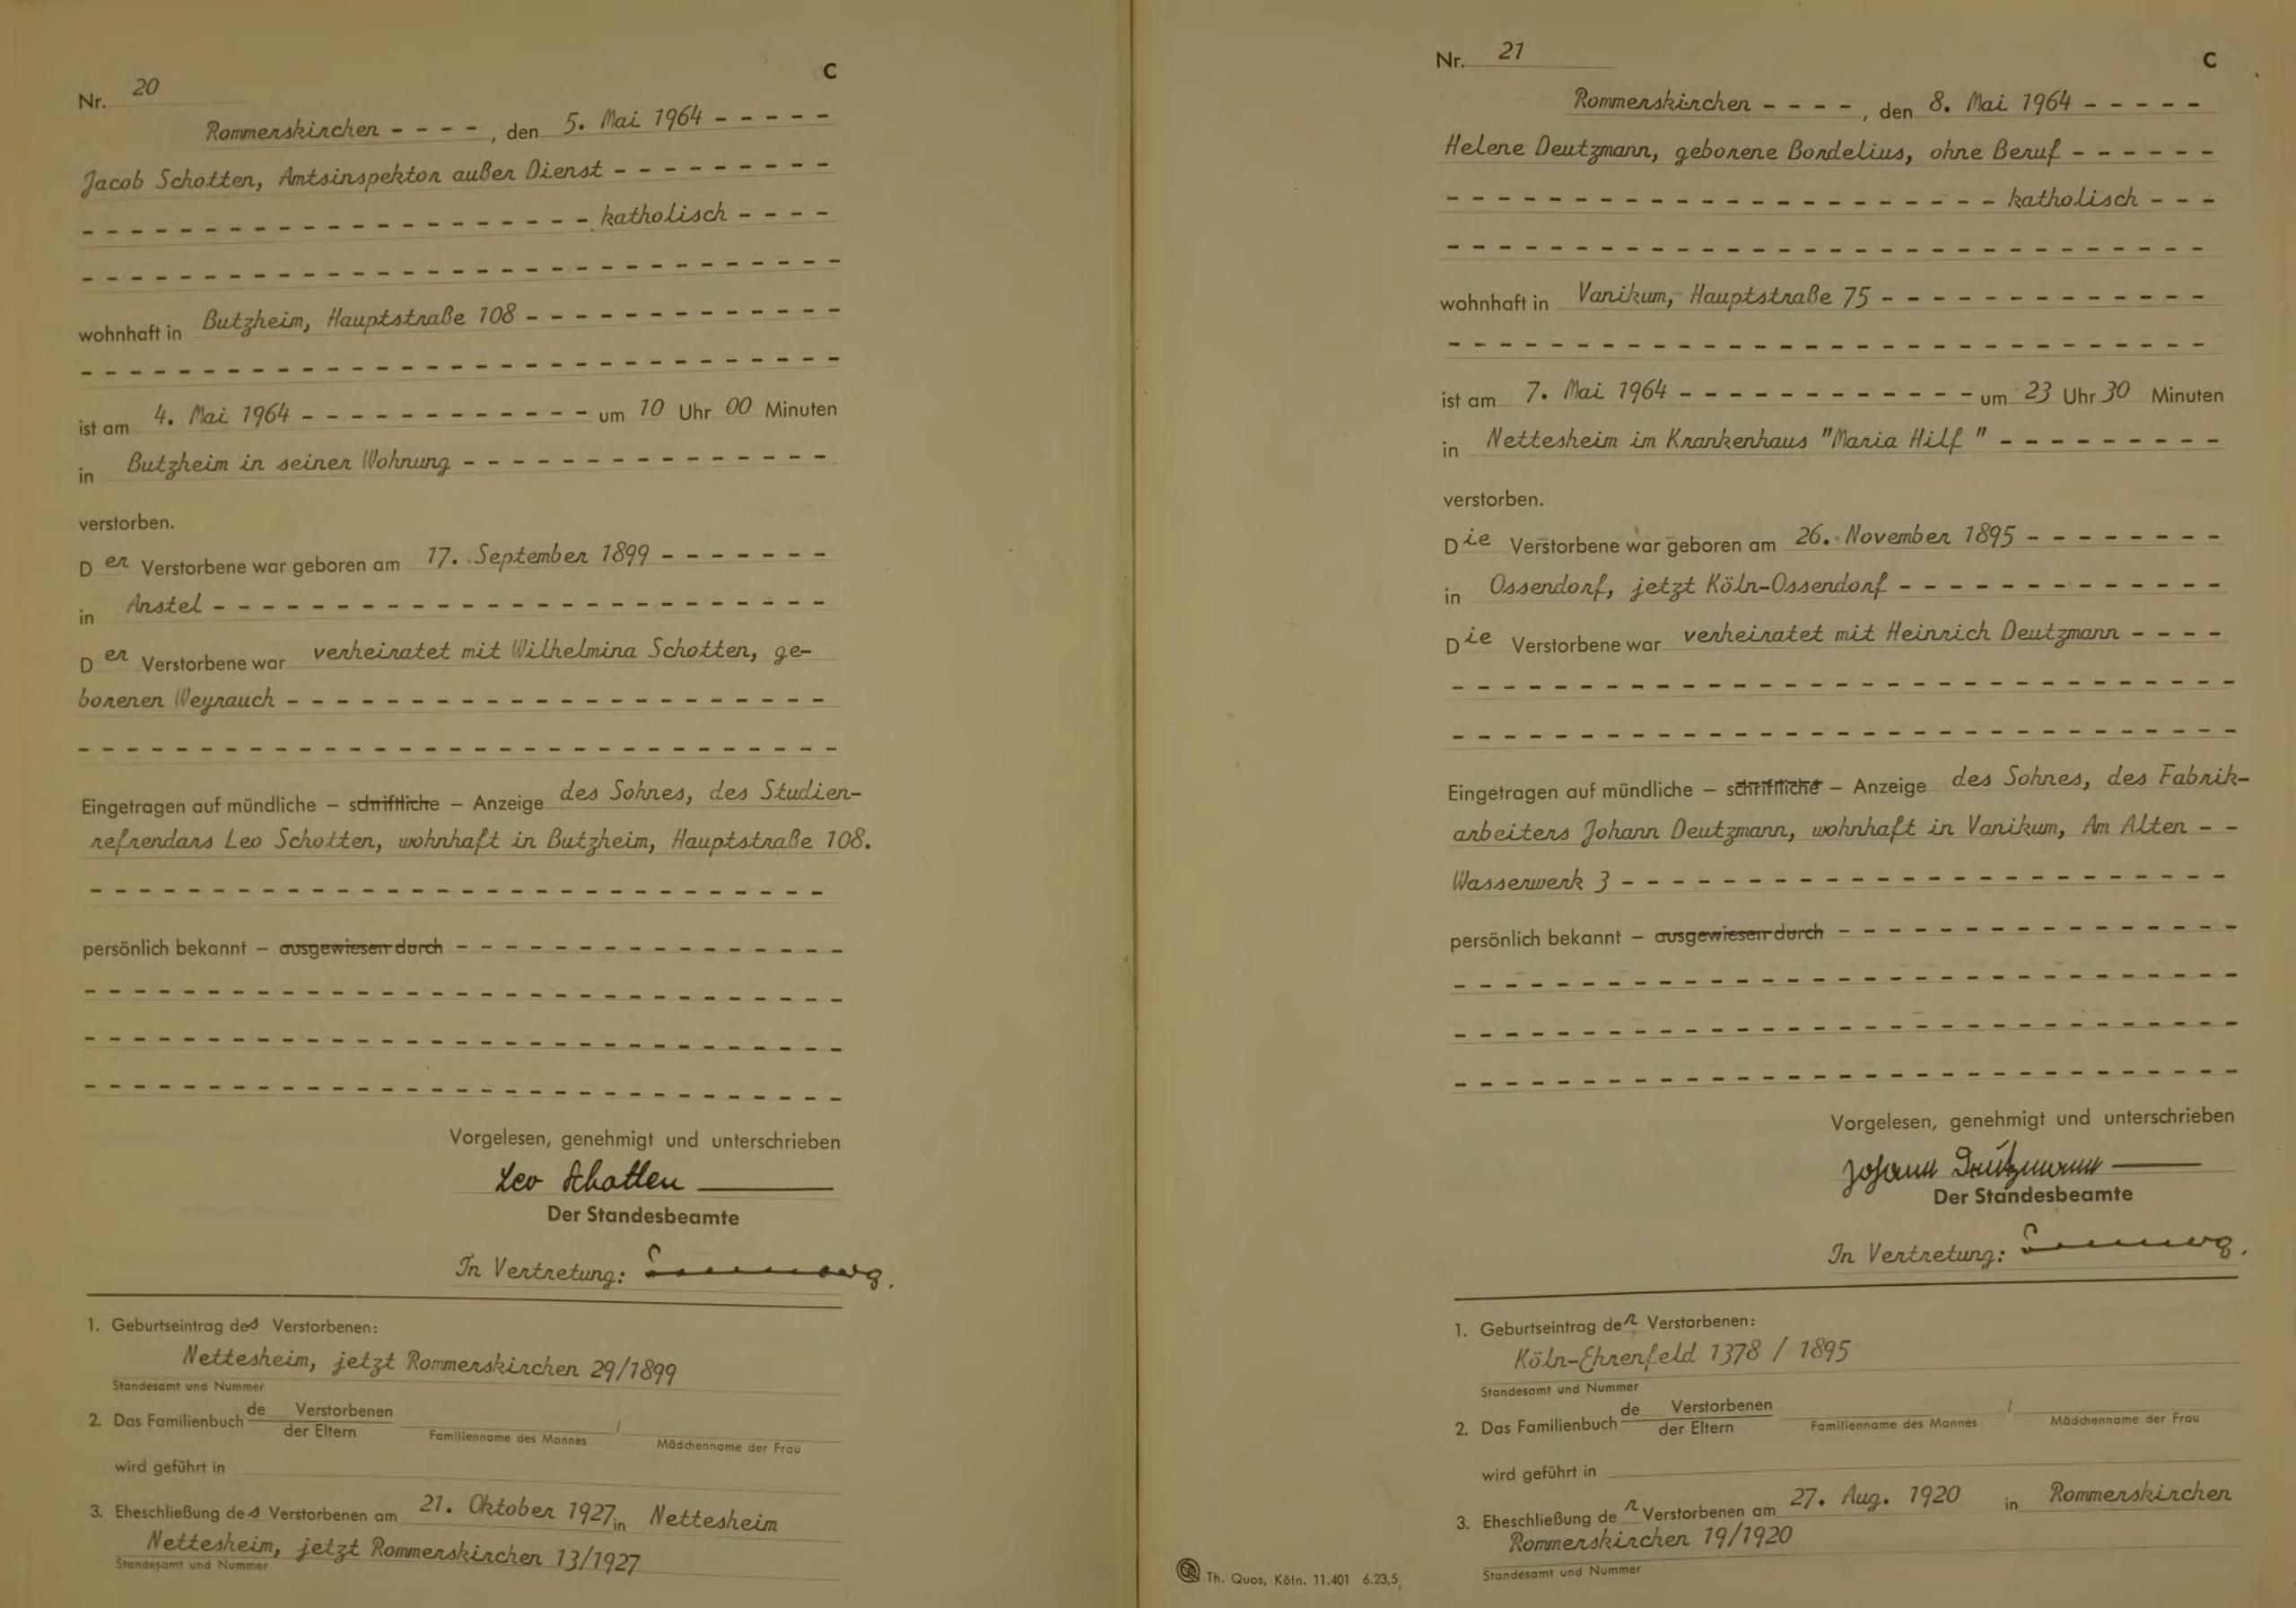 Nr. 20
C
Rommerskirchen - - - - , den 5. Mai 1964 - - - - -
Jacob Schotten, Amtsinspektor außer Dienst - - - - - - - - -
- - - - - - - - - - - - - - - - - - - - - katholisch - - - -
wohnhaft in Butzheim, Hauptstraße 108 - - - - - - - - - - - - -
ist am 4. Mai 1964 - - - - - - - - - - - - um 10 Uhr 00 Minuten
in Butzheim in seiner Wohnung - - - - - - - - - - - - - - -
verstorben.
Der Verstorbene war geboren am 17. September 1899 - - - - - - -
in Anstel - - - - - - - - - - - - - - - - - - - - - - - - -
Der Verstorbene war verheiratet mit Wilhelmina Schotten, ge-
borenen Weyrauch - - - - - - - - - - - - - - - - - - - - - -
Eingetragen auf mündliche – schriftliche – Anzeige des Sohnes, des Studien-
refrendars Leo Schotten, wohnhaft in Butzheim, Hauptstraße 108.
persönlich bekannt – ausgewiesen durch - - - - - - - - - - - - - - - -
Vorgelesen, genehmigt und unterschrieben
Leo Schotten
Der Standesbeamte
In Vertretung:
1. Geburtseintrag des Verstorbenen:
Nettesheim, jetzt Rommerskirchen 29/1899
Standesamt und Nummer
2. Das Familienbuch de Verstorbenen
der Eltern
Familienname des Mannes / Mädchenname der Frau
wird geführt in
3. Eheschließung des Verstorbenen am 21. Oktober 1927 in Nettesheim
Nettesheim, jetzt Rommerskirchen 13/1927
Standesamt und Nummer
Nr. 21
C
Rommerskirchen - - - - , den 8. Mai 1964 - - - - -
Helene Deutzmann, geborene Bordelius, ohne Beruf - - - - - -
- - - - - - - - - - - - - - - - - - - - - - katholisch - - -
wohnhaft in Vanikum, Hauptstraße 75 - - - - - - - - - - - - -
ist am 7. Mai 1964 - - - - - - - - - - - - um 23 Uhr 30 Minuten
in Nettesheim im Krankenhaus "Maria Hilf " - - - - - - - - -
verstorben.
Die Verstorbene war geboren am 26. November 1895 - - - - - - - -
in Ossendorf, jetzt Köln-Ossendorf - - - - - - - - - - - - -
Die Verstorbene war verheiratet mit Heinrich Deutzmann - - - -
Eingetragen auf mündliche – schriftliche – Anzeige des Sohnes, des Fabrik-
arbeiters Johann Deutzmann, wohnhaft in Vanikum, Am Alten - -
Wasserwerk 3 - - - - - - - - - - - - - - - - - - - - - - - -
persönlich bekannt – ausgewiesen durch - - - - - - - - - - - - - - - -
Vorgelesen, genehmigt und unterschrieben
Johann Deutzmann
Der Standesbeamte
In Vertretung:
1. Geburtseintrag der Verstorbenen:
Köln-Ehrenfeld 1378 / 1895
Standesamt und Nummer
2. Das Familienbuch de Verstorbenen
der Eltern
Familienname des Mannes / Mädchenname der Frau
wird geführt in
3. Eheschließung der Verstorbenen am 27. Aug. 1920 in Rommerskirchen
Rommerskirchen 19/1920
Standesamt und Nummer
Th. Quos, Köln. 11.401 6.23,5